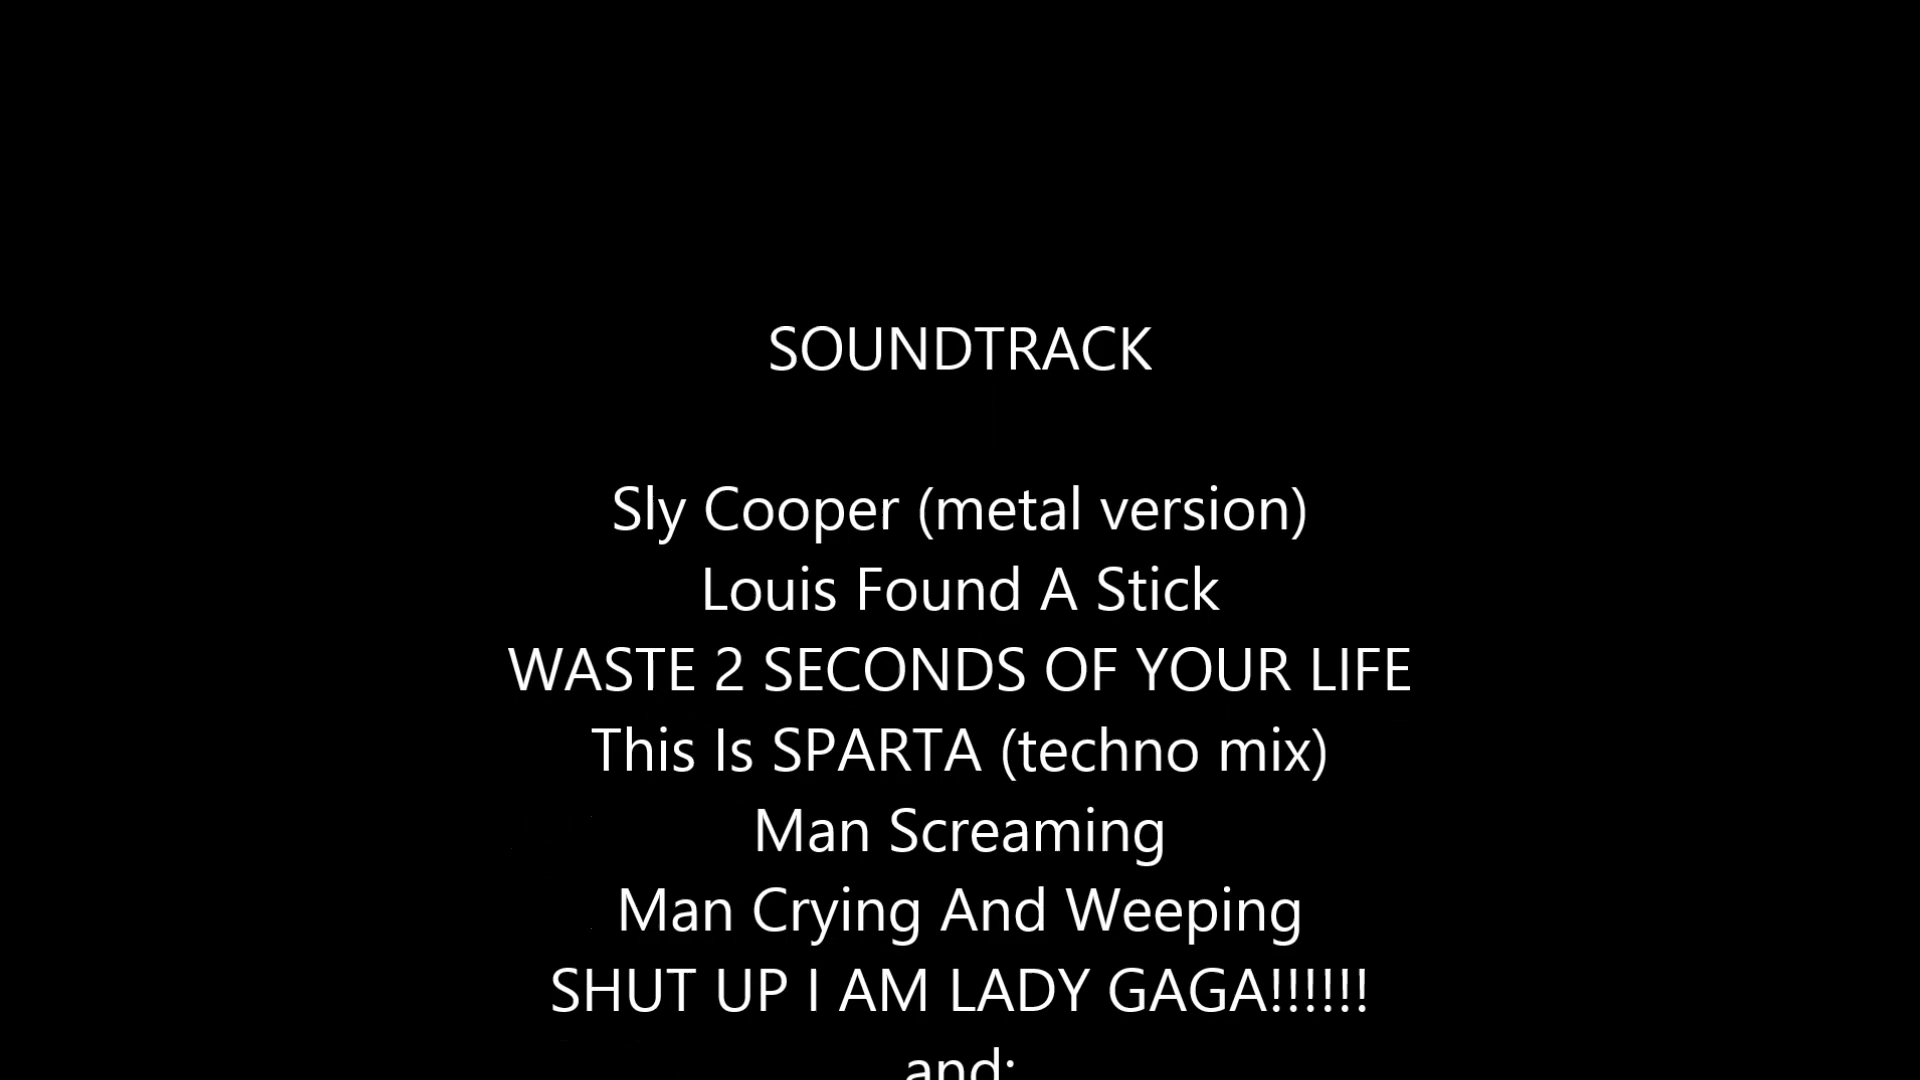 SOUNDTRACK
Sly Cooper (metal version)
Louis Found A Stick
WASTE 2 SECONDS OF YOUR LIFE
This Is SPARTA (techno mix)
Man Screaming
Man Crying And Weeping
SHUT UP I AM LADY GAGA!!!!!!
and: